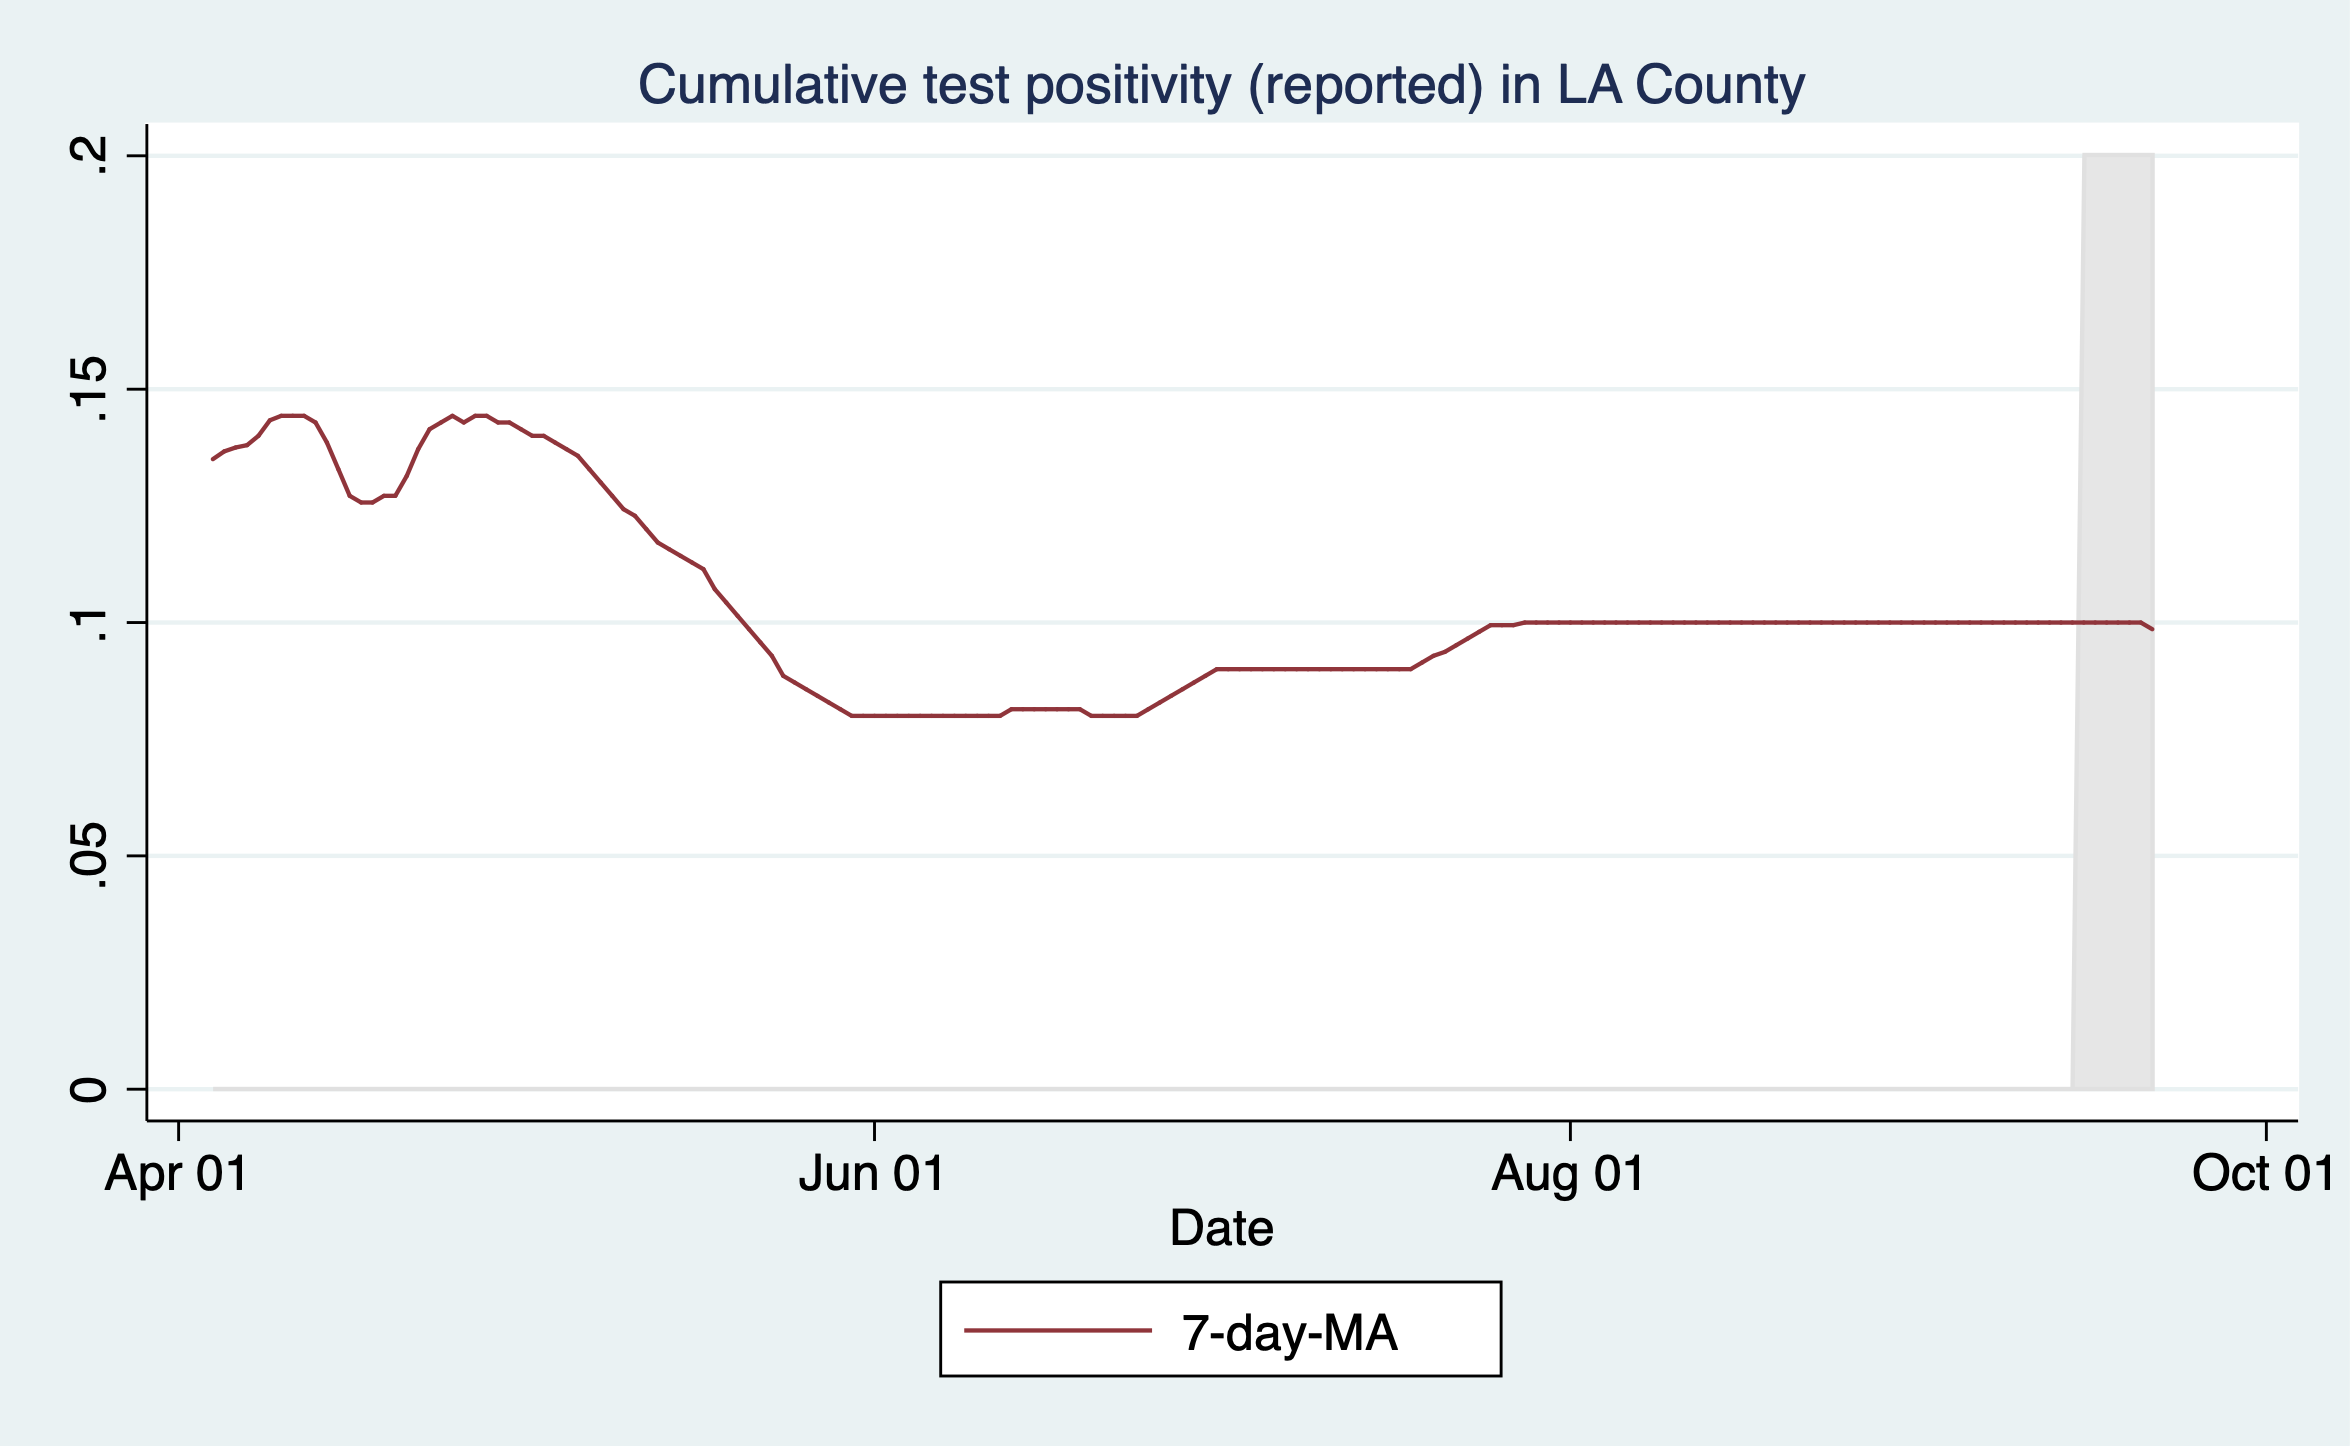 Cumulative test positivity (reported) in LA County
.2
.15
.1
.05
0
Apr 01
Jun 01
Aug 01
Oct 01
Date
7-day-MA